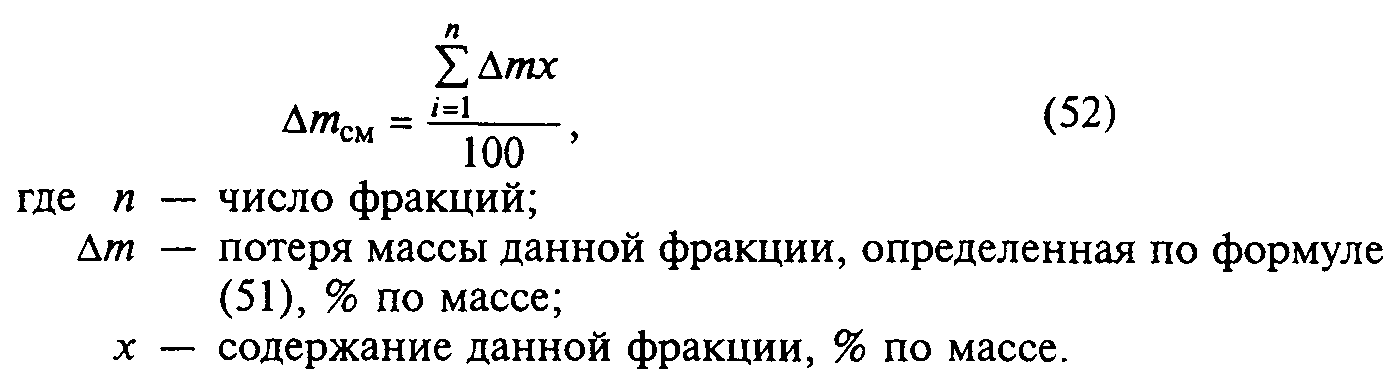 n
∑ Δmx
Δmсм = i=1 , (52)
100
где n — число фракций;
Δm — потеря массы данной фракции, определенная по формуле
(51), % по массе;
x — содержание данной фракции, % по массе.